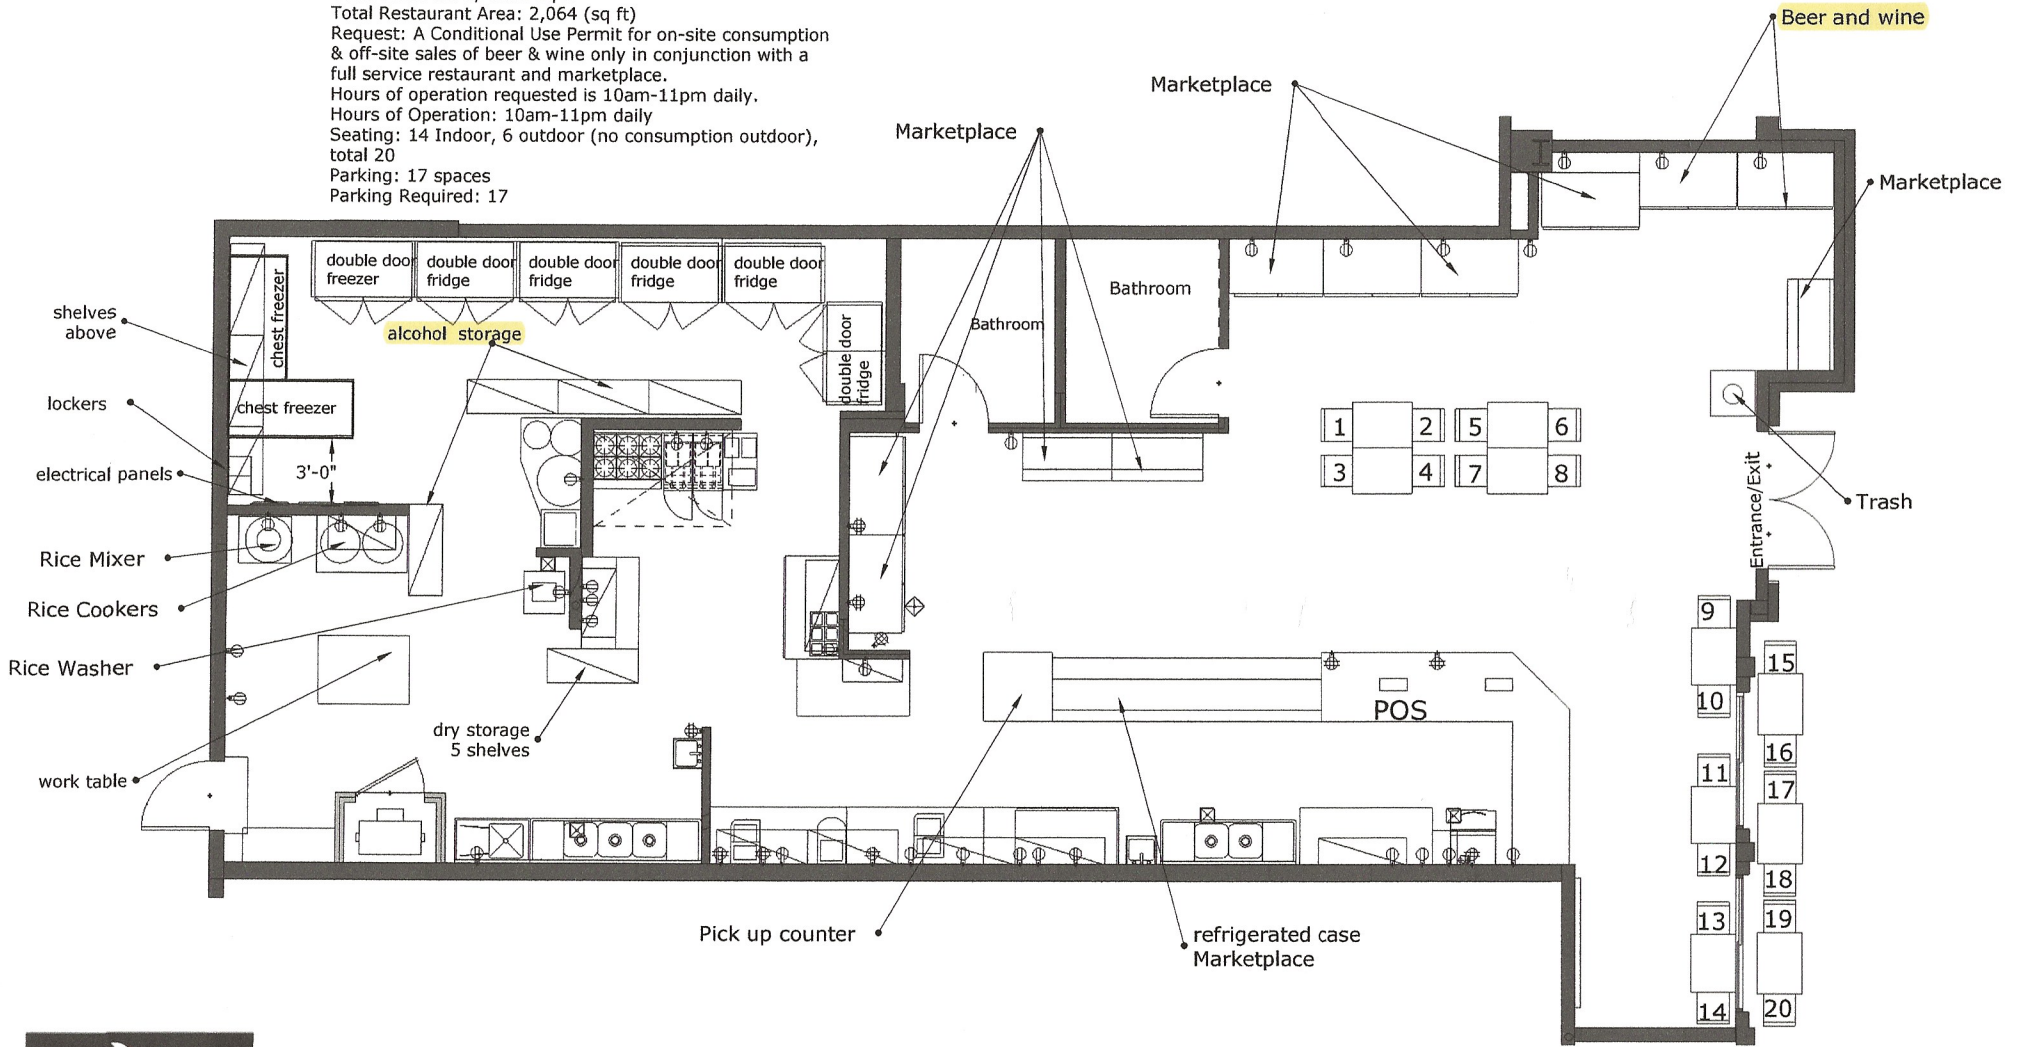 Total Restaurant Area: 2,064 (sq ft)
Request: A Conditional Use Permit for on-site consumption
& off-site sales of beer & wine only in conjunction with a
full service restaurant and marketplace.
Hours of operation requested is 10am-11pm daily.
Hours of Operation: 10am-11pm daily
Seating: 14 Indoor, 6 outdoor (no consumption outdoor),
total 20
Parking: 17 spaces
Parking Required: 17
Beer and wine
Marketplace
Marketplace
Marketplace
double door
freezer
double door
fridge
double door
fridge
double door
fridge
double door
fridge
double door
fridge
chest freezer
chest freezer
shelves
above
alcohol storage
Bathroom
Bathroom
lockers
3'-0"
electrical panels
1 2 5 6
3 4 7 8
Entrance/Exit
Trash
Rice Mixer
Rice Cookers
Rice Washer
work table
dry storage
5 shelves
POS
9
10
11
12
13
14
15
16
17
18
19
20
Pick up counter
refrigerated case
Marketplace